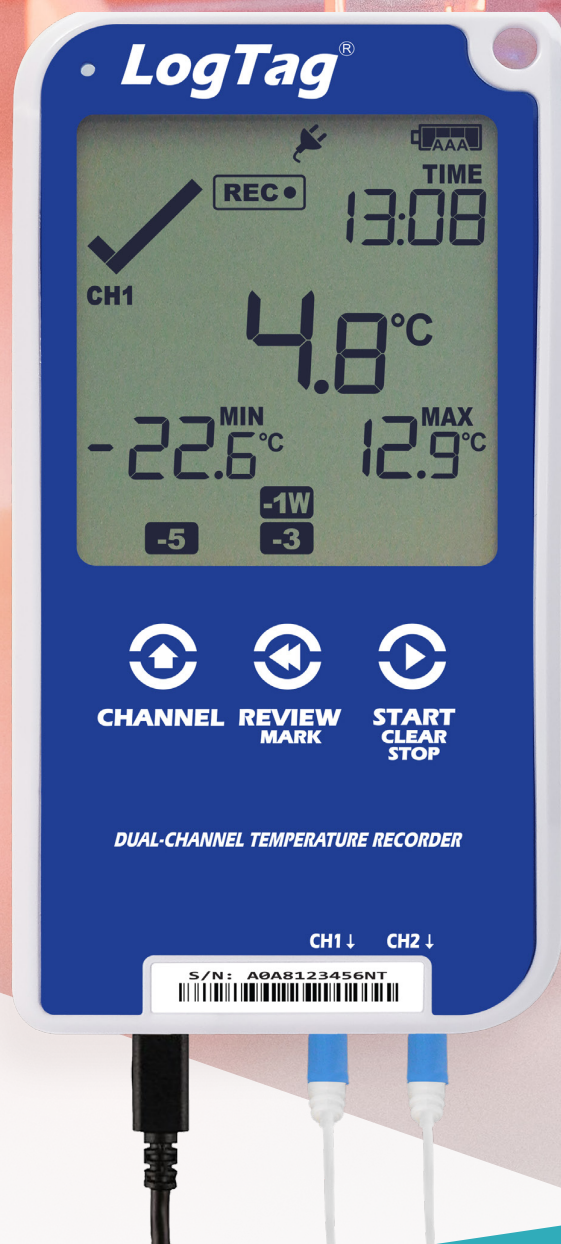 LogTag®
AAA
TIME
REC
13:08
CH1
4.8°C
MIN
-22.6°C
MAX
12.9°C
-1W
-5
-3
CHANNEL
REVIEW
MARK
START
CLEAR
STOP
DUAL-CHANNEL TEMPERATURE RECORDER
CH1↓ CH2↓
S/N: A0A8123456NT